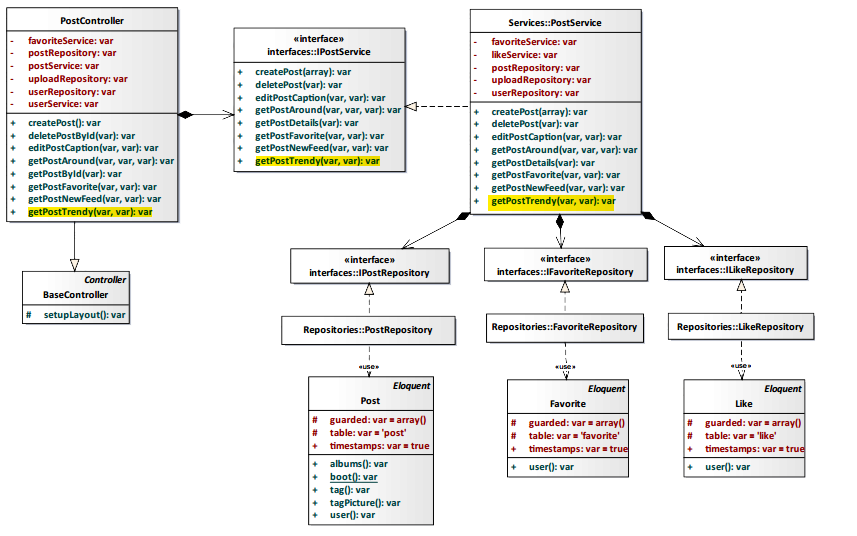 PostController
- favoriteService: var
- postRepository: var
- postService: var
- uploadRepository: var
- userRepository: var
- userService: var
+ createPost(): var
+ deletePostById(var): var
+ editPostCaption(var, var): var
+ getPostAround(var, var, var): var
+ getPostById(var): var
+ getPostFavorite(var, var): var
+ getPostNewFeed(var, var): var
+ getPostTrendy(var, var): var
«interface»
interfaces::IPostService
+ createPost(array): var
+ deletePost(var): var
+ editPostCaption(var, var): var
+ getPostAround(var, var, var): var
+ getPostDetails(var): var
+ getPostFavorite(var, var): var
+ getPostNewFeed(var, var): var
+ getPostTrendy(var, var): var
Services::PostService
- favoriteService: var
- likeService: var
- postRepository: var
- uploadRepository: var
- userRepository: var
+ createPost(array): var
+ deletePost(var): var
+ editPostCaption(var, var): var
+ getPostAround(var, var, var): var
+ getPostDetails(var): var
+ getPostFavorite(var, var): var
+ getPostNewFeed(var, var): var
+ getPostTrendy(var, var): var
Controller
BaseController
# setupLayout(): var
«interface»
interfaces::IPostRepository
«interface»
interfaces::IFavoriteRepository
«interface»
interfaces::ILikeRepository
Repositories::PostRepository
Repositories::FavoriteRepository
Repositories::LikeRepository
«use»
«use»
«use»
Eloquent
Post
# guarded: var = array()
# table: var = 'post'
+ timestamps: var = true
+ albums(): var
+ boot(): var
+ tag(): var
+ tagPicture(): var
+ user(): var
Eloquent
Favorite
# guarded: var = array()
# table: var = 'favorite'
+ timestamps: var = true
+ user(): var
Eloquent
Like
# guarded: var = array()
# table: var = 'like'
+ timestamps: var = true
+ user(): var